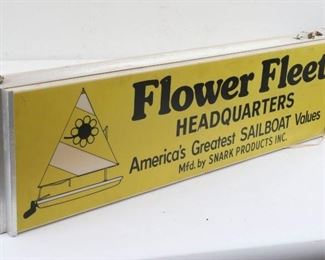 Flower Fleet
HEADQUARTERS
America's Greatest SAILBOAT Values
Mfd. by SNARK PRODUCTS INC.